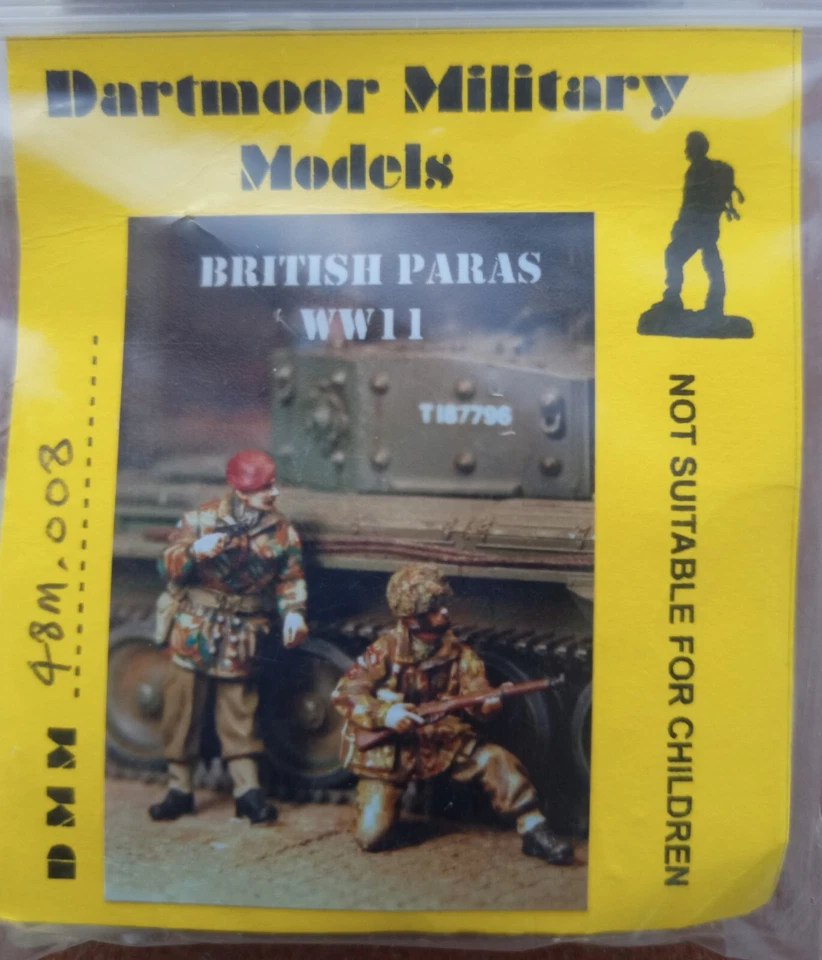 Dartmoor Military
Models
BRITISH PARAS
WW11
T187796
NOT SUITABLE FOR CHILDREN
DMM 48M.008